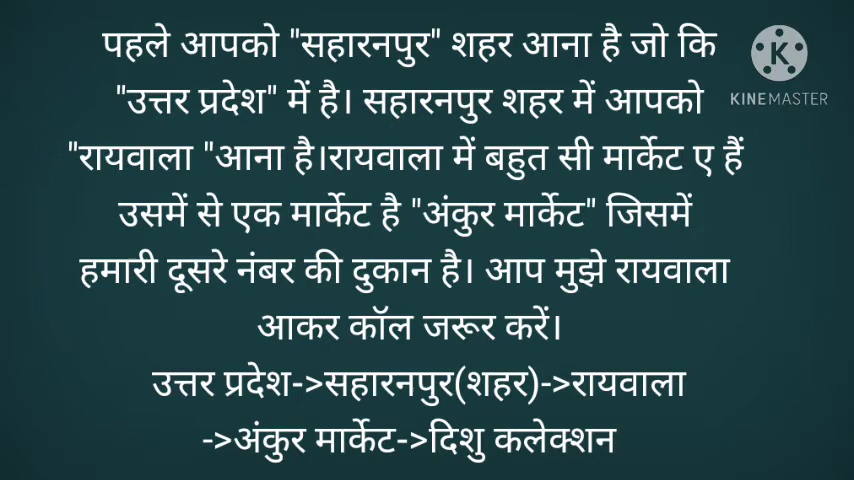 पहले आपको "सहारनपुर" शहर आना है जो कि
"उत्तर प्रदेश" में है। सहारनपुर शहर में आपको
"रायवाला "आना है।रायवाला में बहुत सी मार्केट ए हैं
उसमें से एक मार्केट है "अंकुर मार्केट" जिसमें
हमारी दूसरे नंबर की दुकान है। आप मुझे रायवाला
आकर कॉल जरूर करें।
उत्तर प्रदेश->सहारनपुर(शहर)->रायवाला
->अंकुर मार्केट->दिशु कलेक्शन
K
KINEMASTER